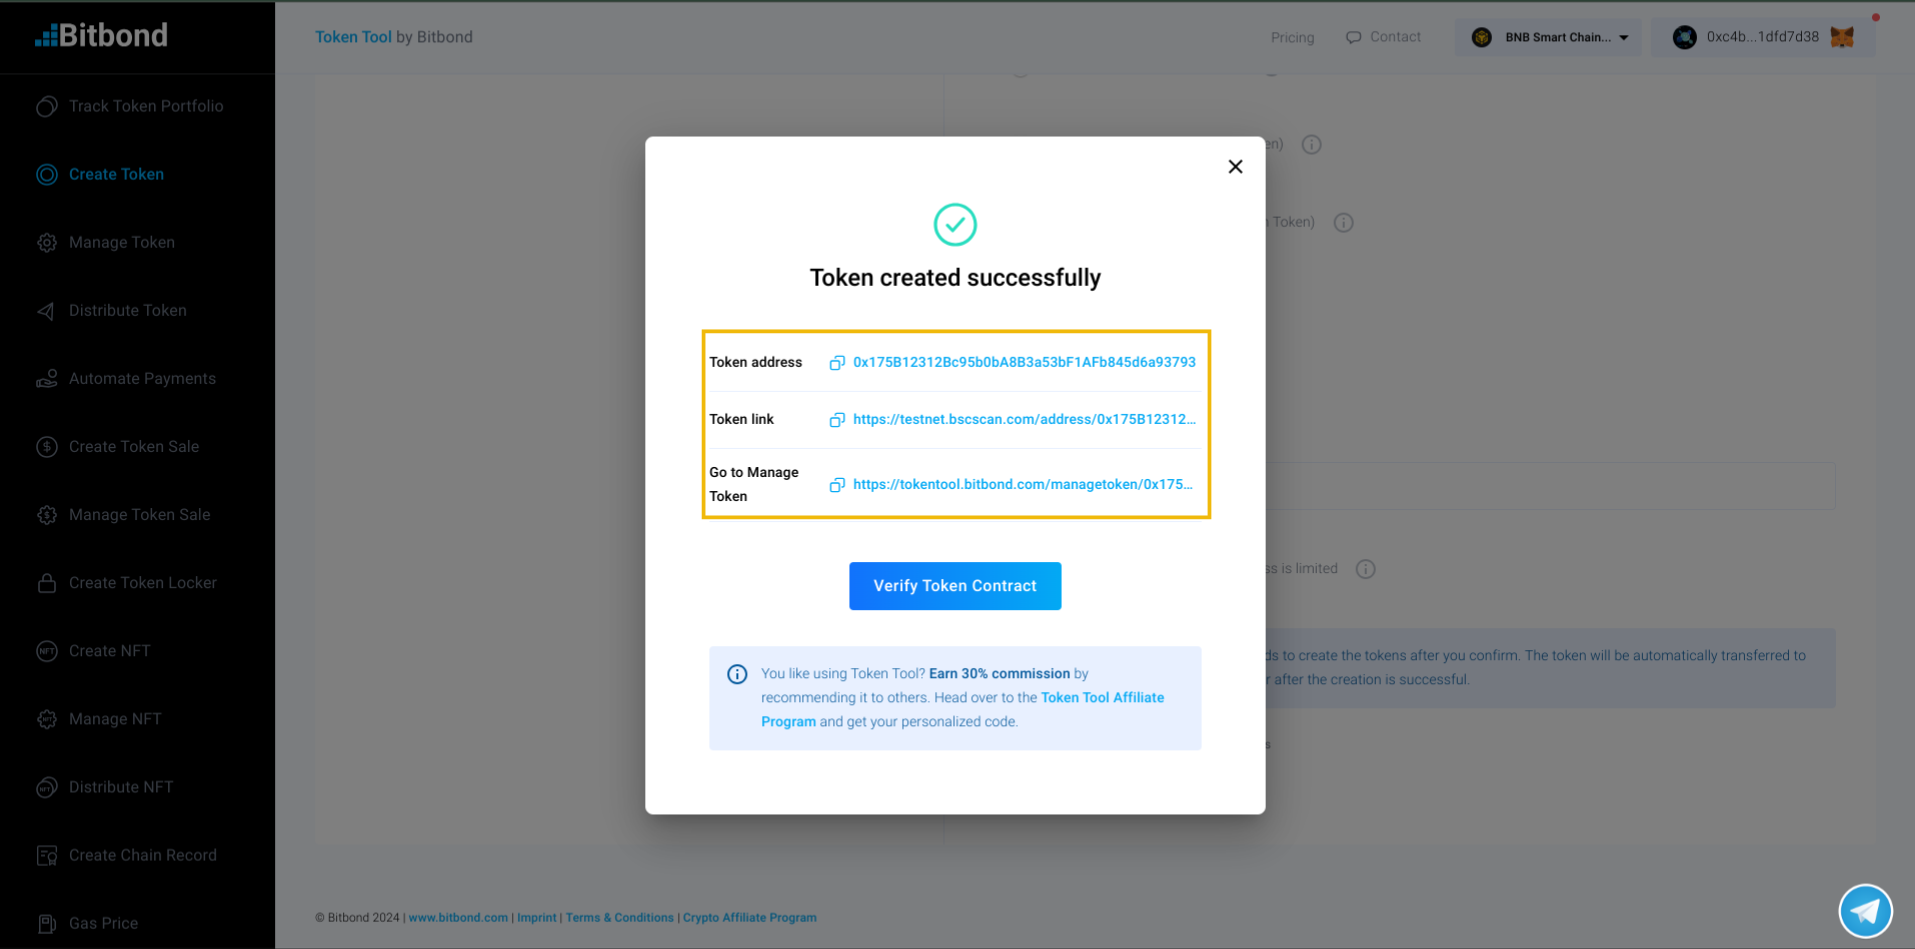 Bitbond
Token Tool by Bitbond
Pricing
Contact
BNB Smart Chain...
0xc4b...1dfd7d38
Track Token Portfolio
Create Token
Manage Token
Distribute Token
Automate Payments
Create Token Sale
Manage Token Sale
Create Token Locker
Create NFT
Manage NFT
Distribute NFT
Create Chain Record
Gas Price
Token created successfully
Token address
0x175B12312Bc95b0bA8B3a53bF1AFb845d6a93793
Token link
https://testnet.bscscan.com/address/0x175B12312...
Go to Manage
Token
https://tokentool.bitbond.com/managetoken/0x175...
Verify Token Contract
You like using Token Tool? Earn 30% commission by
recommending it to others. Head over to the Token Tool Affiliate
Program and get your personalized code.
Token)
is limited
to create the tokens after you confirm. The token will be automatically transferred to
after the creation is successful.
© Bitbond 2024 | www.bitbond.com | Imprint | Terms & Conditions | Crypto Affiliate Program